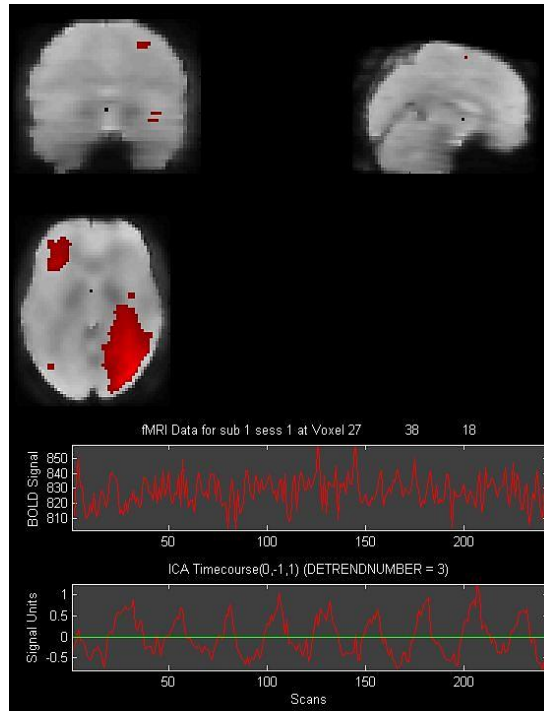 fMRI Data for sub 1 sess 1 at Voxel 27 38 18
BOLD Signal
850
840
830
820
810
50
100
150
200
Scans
ICA Timecourse(0,-1,1) (DETRENDNUMBER = 3)
Signal Units
1
0.5
0
-0.5
50
100
150
200
Scans